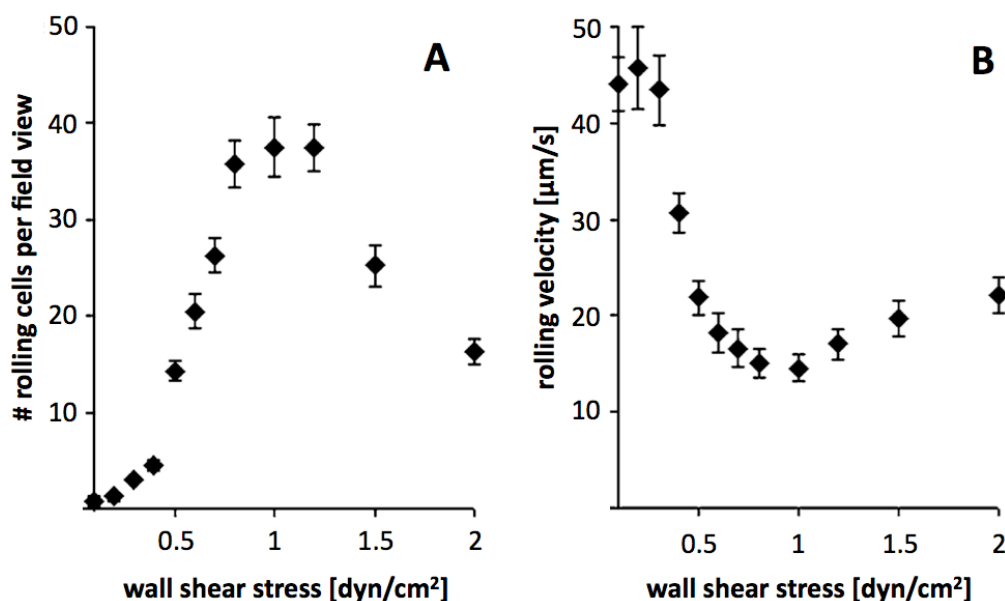 A
# rolling cells per field view
50
40
30
20
10
0.5 1 1.5 2
wall shear stress [dyn/cm²]
B
rolling velocity [µm/s]
50
40
30
20
10
0.5 1 1.5 2
wall shear stress [dyn/cm²]